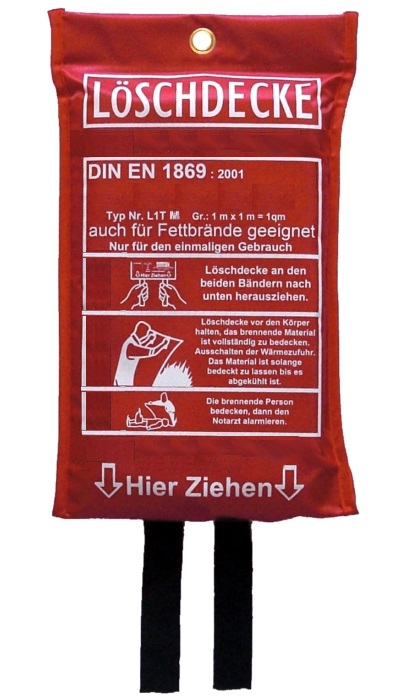 LÖSCHDECKE
DIN EN 1869 : 2001
Typ Nr. L1T M Gr.: 1 m x 1 m = 1qm
auch für Fettbrände geeignet
Nur für den einmaligen Gebrauch
Hier Ziehen
Löschdecke an den
beiden Bändern nach
unten herausziehen.
Löschdecke vor den Körper
halten, das brennende Material
ist vollständig zu bedecken.
Ausschalten der Wärmezufuhr.
Das Material ist solange
bedeckt zu lassen bis es
abgekühlt ist.
Die brennende Person
bedecken, dann den
Notarzt alarmieren.
Hier Ziehen